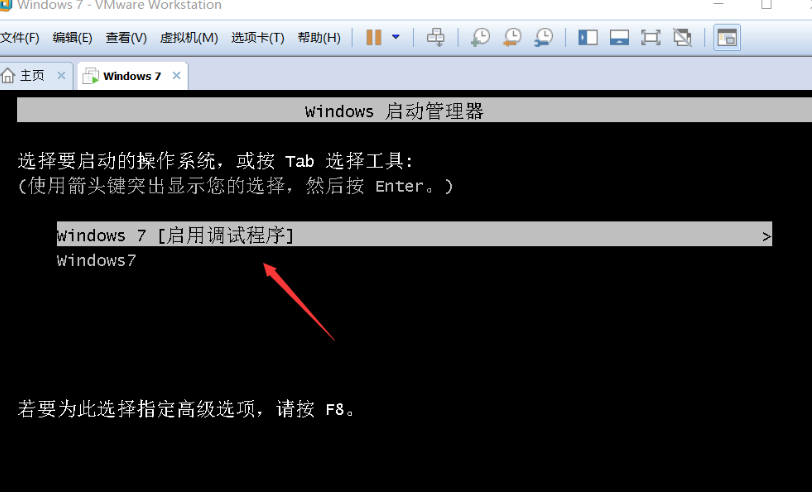 Windows 7 - VMware Workstation
文件(F) 编辑(E) 查看(V) 虚拟机(M) 选项卡(T) 帮助(H)
主页 Windows 7
Windows 启动管理器
选择要启动的操作系统，或按 Tab 选择工具:
(使用箭头键突出显示您的选择，然后按 Enter。)
Windows 7 [启用调试程序] >
Windows7
若要为此选择指定高级选项，请按 F8。